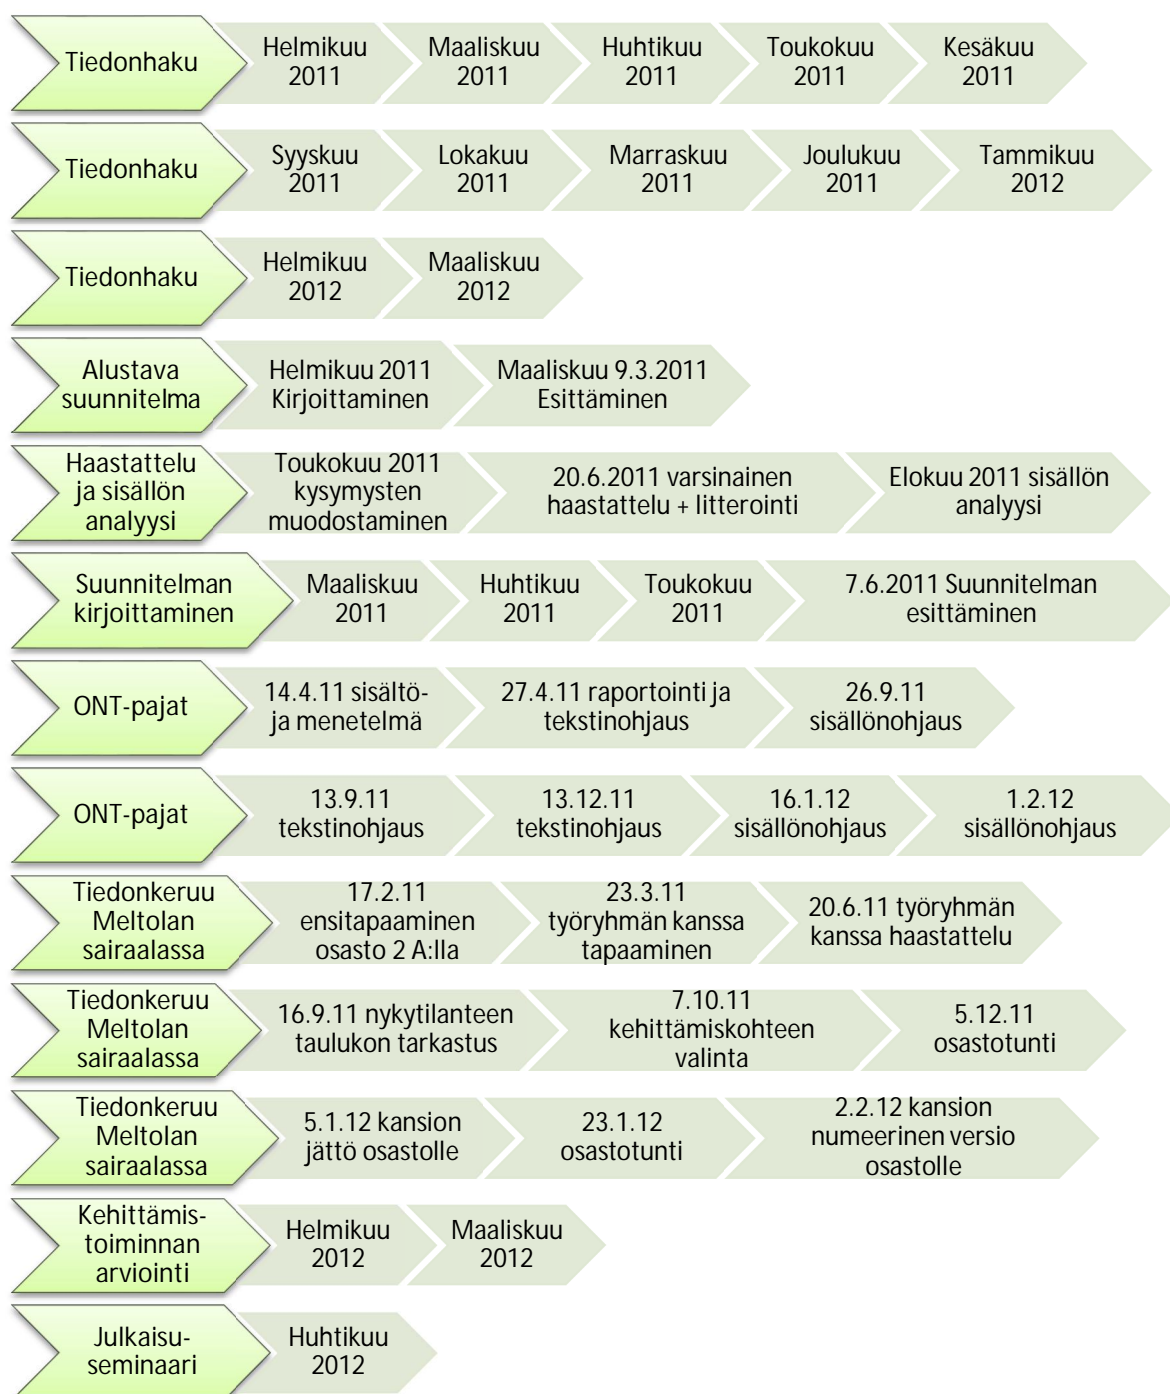 Tiedonhaku
Helmikuu
2011
Maaliskuu
2011
Huhtikuu
2011
Toukokuu
2011
Kesäkuu
2011
Tiedonhaku
Syyskuu
2011
Lokakuu
2011
Marraskuu
2011
Joulukuu
2011
Tammikuu
2012
Tiedonhaku
Helmikuu
2012
Maaliskuu
2012
Alustava
suunnitelma
Helmikuu 2011
Kirjoittaminen
Maaliskuu 9.3.2011
Esittäminen
Haastattelu
ja sisällön
analyysi
Toukokuu 2011
kysymysten
muodostaminen
20.6.2011 varsinainen
haastattelu + litterointi
Elokuu 2011 sisällön
analyysi
Suunnitelman
kirjoittaminen
Maaliskuu
2011
Huhtikuu
2011
Toukokuu
2011
7.6.2011 Suunnitelman
esittäminen
ONT-pajat
14.4.11 sisältö-
ja menetelmä
27.4.11 raportointi ja
tekstinohjaus
26.9.11
sisällönohjaus
ONT-pajat
13.9.11
tekstinohjaus
13.12.11
tekstinohjaus
16.1.12
sisällönohjaus
1.2.12
sisällönohjaus
Tiedonkeruu
Meltolan
sairaalassa
17.2.11
ensitapaaminen
osasto 2 A:lla
23.3.11
työryhmän kanssa
tapaaminen
20.6.11 työryhmän
kanssa haastattelu
Tiedonkeruu
Meltolan
sairaalassa
16.9.11 nykytilanteen
taulukon tarkastus
7.10.11
kehittämiskohteen
valinta
5.12.11
osastotunti
Tiedonkeruu
Meltolan
sairaalassa
5.1.12 kansion
jättö osastolle
23.1.12
osastotunti
2.2.12 kansion
numeerinen versio
osastolle
Kehittämis-
toiminnan
arviointi
Helmikuu
2012
Maaliskuu
2012
Julkaisu-
seminaari
Huhtikuu
2012